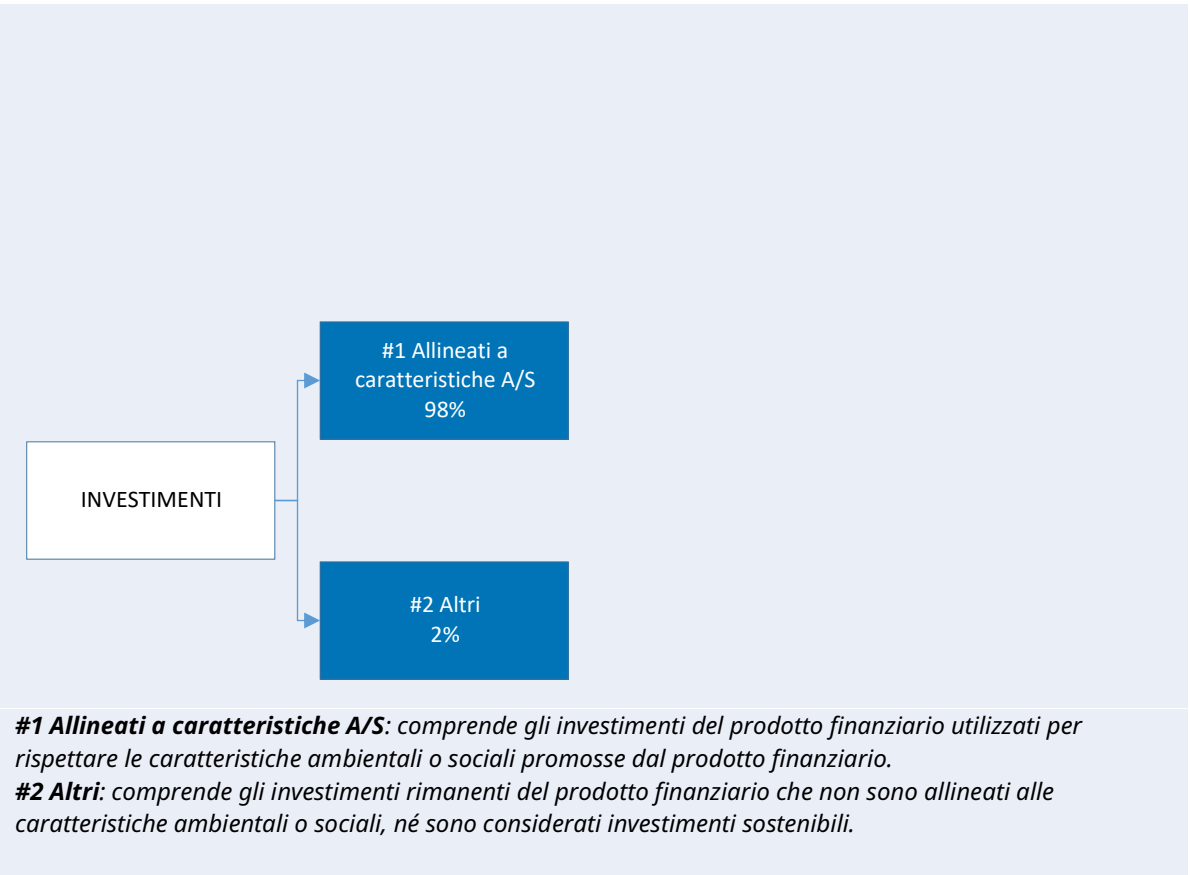 #1 Allineati a
caratteristiche A/S
98%
INVESTIMENTI
#2 Altri
2%
#1 Allineati a caratteristiche A/S: comprende gli investimenti del prodotto finanziario utilizzati per
rispettare le caratteristiche ambientali o sociali promosse dal prodotto finanziario.
#2 Altri: comprende gli investimenti rimanenti del prodotto finanziario che non sono allineati alle
caratteristiche ambientali o sociali, né sono considerati investimenti sostenibili.